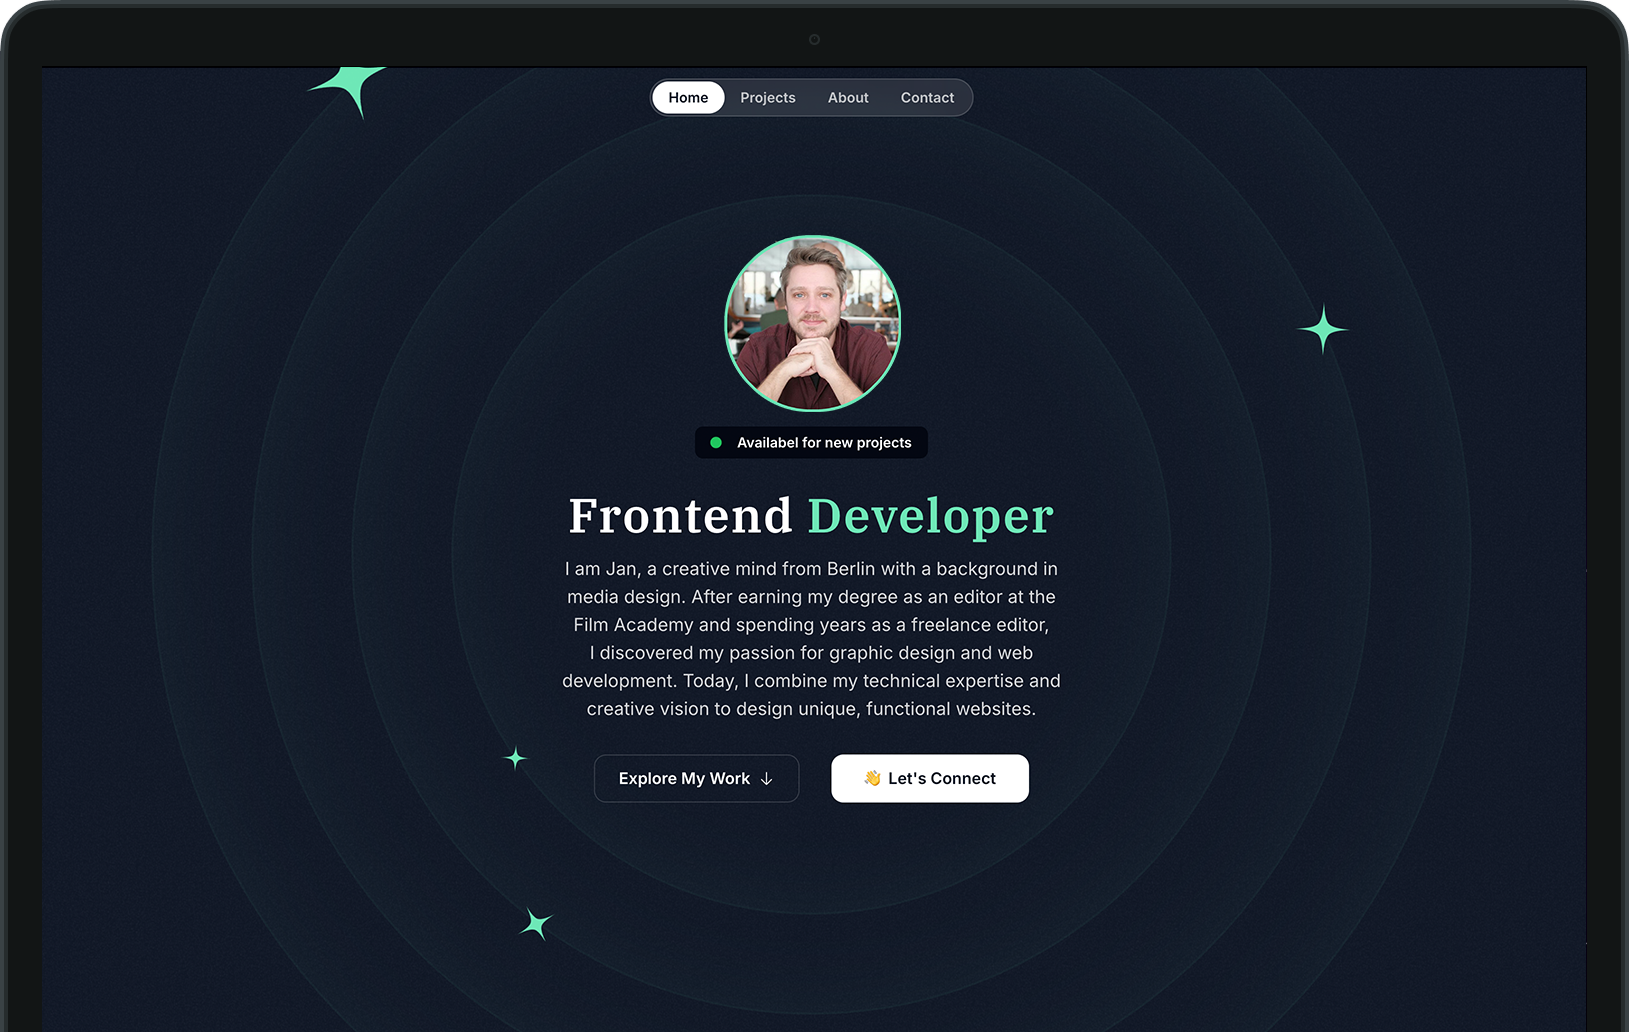 Home Projects About Contact
Availabel for new projects
Frontend Developer
I am Jan, a creative mind from Berlin with a background in
media design. After earning my degree as an editor at the
Film Academy and spending years as a freelance editor,
I discovered my passion for graphic design and web
development. Today, I combine my technical expertise and
creative vision to design unique, functional websites.
Explore My Work ↓ 👋 Let's Connect